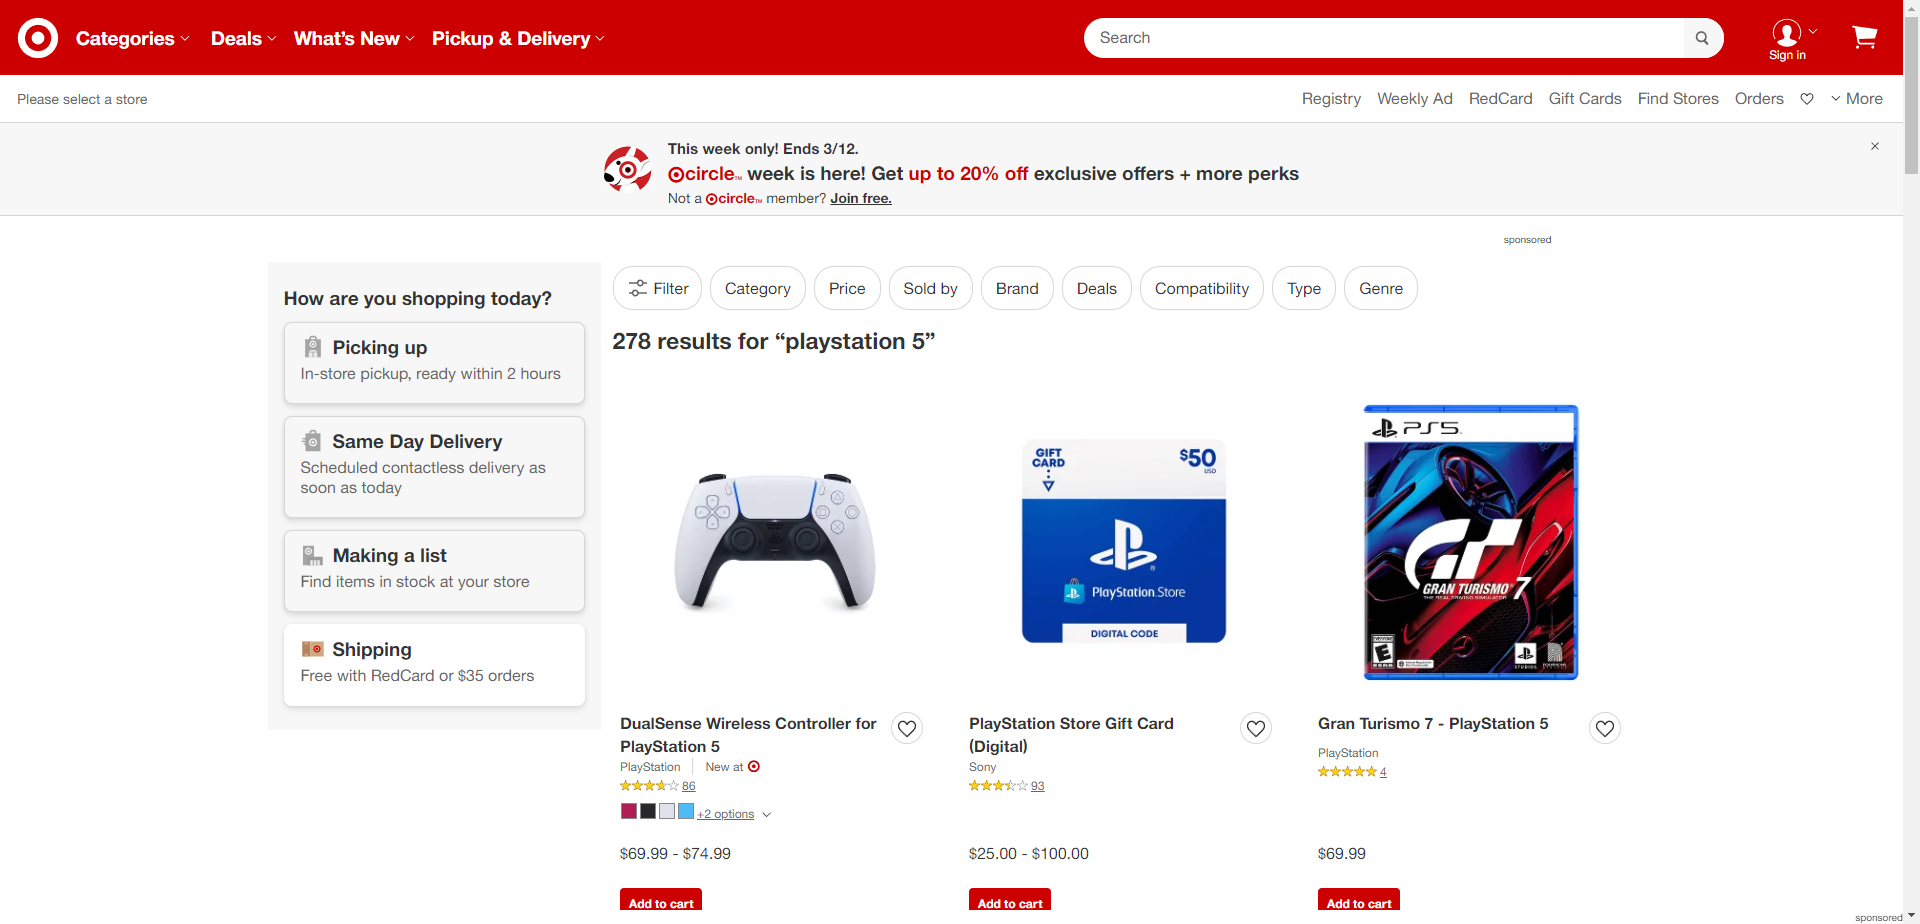 Categories
Deals
What's New
Pickup & Delivery
Search
Sign in
Please select a store
Registry
Weekly Ad
RedCard
Gift Cards
Find Stores
Orders
More
This week only! Ends 3/12.
circle™ week is here! Get up to 20% off exclusive offers + more perks
Not a circle™ member? Join free.
sponsored
How are you shopping today?
Picking up
In-store pickup, ready within 2 hours
Same Day Delivery
Scheduled contactless delivery as
soon as today
Making a list
Find items in stock at your store
Shipping
Free with RedCard or $35 orders
Filter
Category
Price
Sold by
Brand
Deals
Compatibility
Type
Genre
278 results for “playstation 5”
GIFT
CARD
$50
USD
PlayStation.Store
DIGITAL CODE
PS5
GT
GRAN TURISMO 7
THE REAL DRIVING SIMULATOR
E
DualSense Wireless Controller for
PlayStation 5
PlayStation
New at
86
+2 options
$69.99 - $74.99
Add to cart
PlayStation Store Gift Card
(Digital)
Sony
93
$25.00 - $100.00
Add to cart
Gran Turismo 7 - PlayStation 5
PlayStation
4
$69.99
Add to cart
sponsored